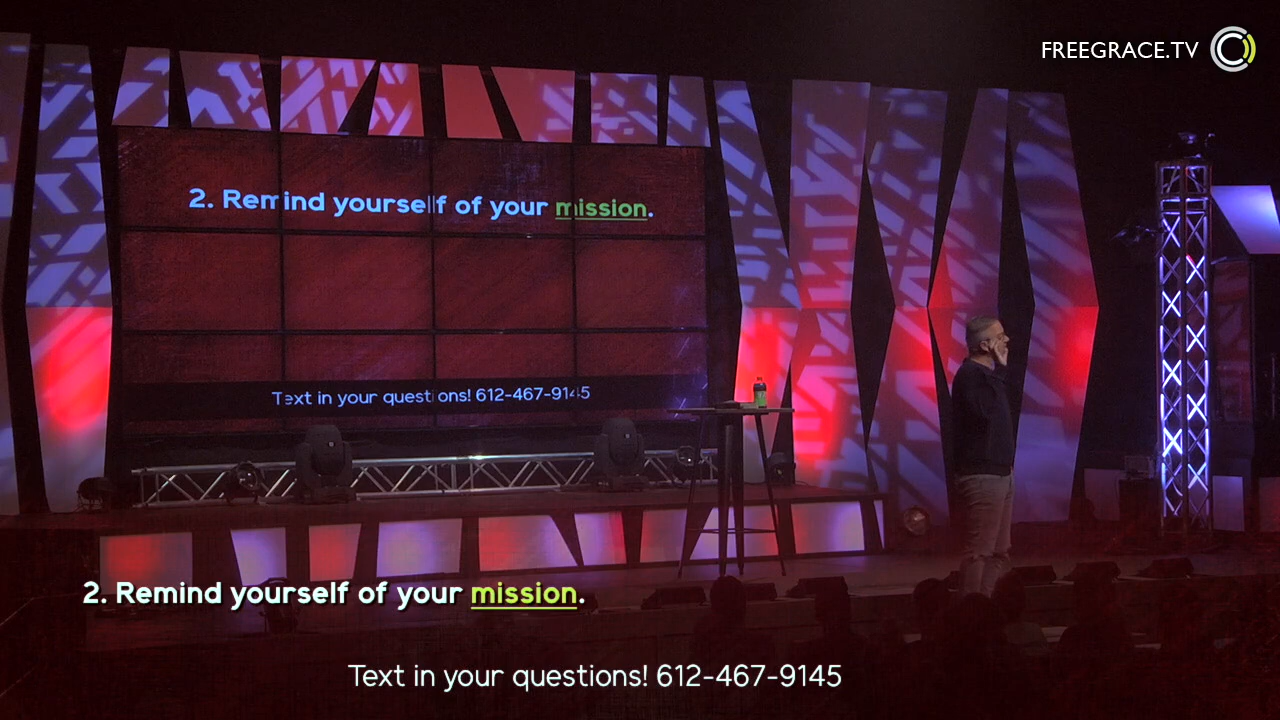 FREEGRACE.TV
2. Remind yourself of your mission.
Text in your questions! 612-467-9145
2. Remind yourself of your mission.
Text in your questions! 612-467-9145